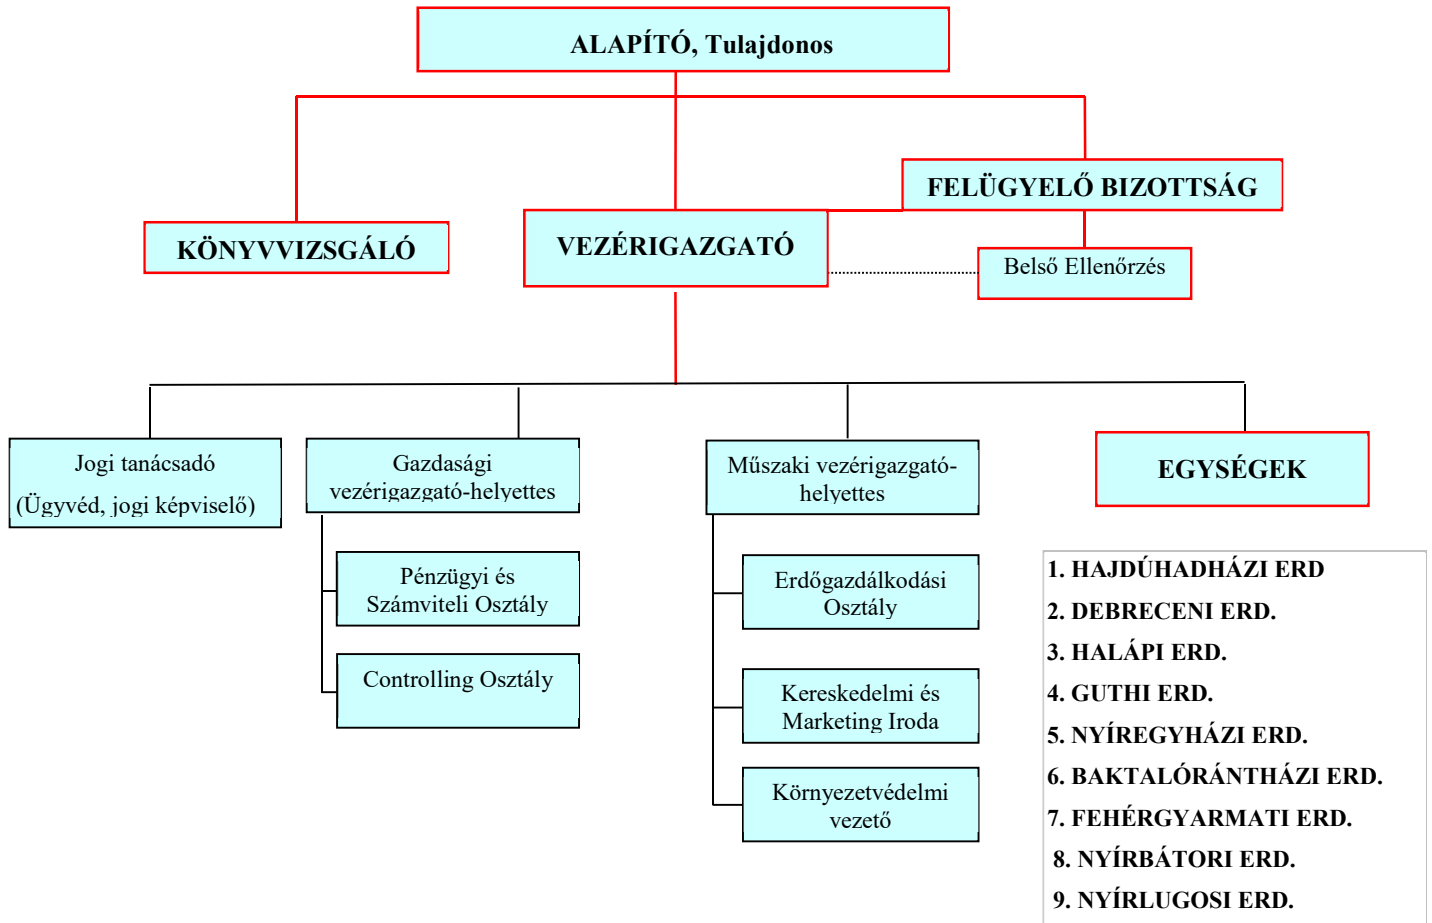 ALAPÍTÓ, Tulajdonos
FELÜGYELŐ BIZOTTSÁG
KÖNYVVIZSGÁLÓ
VEZÉRIGAZGATÓ
Belső Ellenőrzés
Jogi tanácsadó
(Ügyvéd, jogi képviselő)
Gazdasági
vezérigazgató-helyettes
Műszaki vezérigazgató-
helyettes
EGYSÉGEK
Pénzügyi és
Számviteli Osztály
Controlling Osztály
Erdőgazdálkodási
Osztály
Kereskedelmi és
Marketing Iroda
Környezetvédelmi
vezető
1. HAJDÚHADHÁZI ERD
2. DEBRECENI ERD.
3. HALÁPI ERD.
4. GUTHI ERD.
5. NYÍREGYHÁZI ERD.
6. BAKTALÓRÁNTHÁZI ERD.
7. FEHÉRGYARMATI ERD.
8. NYÍRBÁTORI ERD.
9. NYÍRLUGOSI ERD.